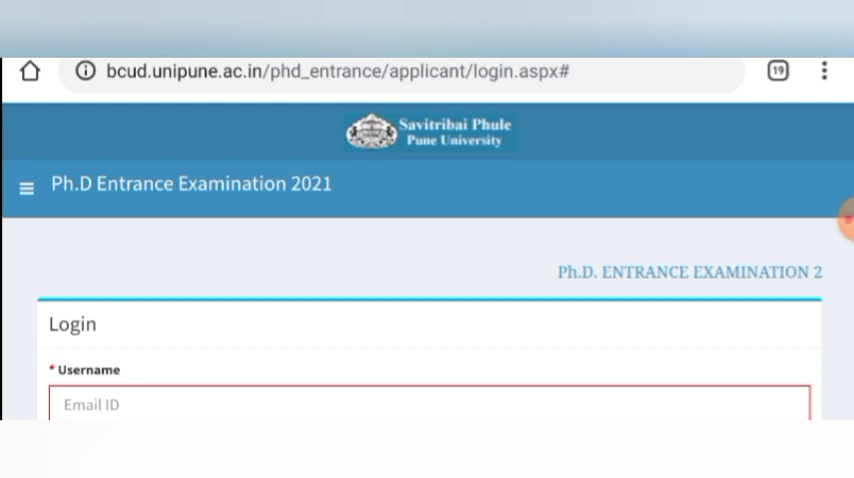 bcud.unipune.ac.in/phd_entrance/applicant/login.aspx#
19
Savitribai Phule
Pune University
Ph.D Entrance Examination 2021
Ph.D. ENTRANCE EXAMINATION 2
Login
* Username
Email ID